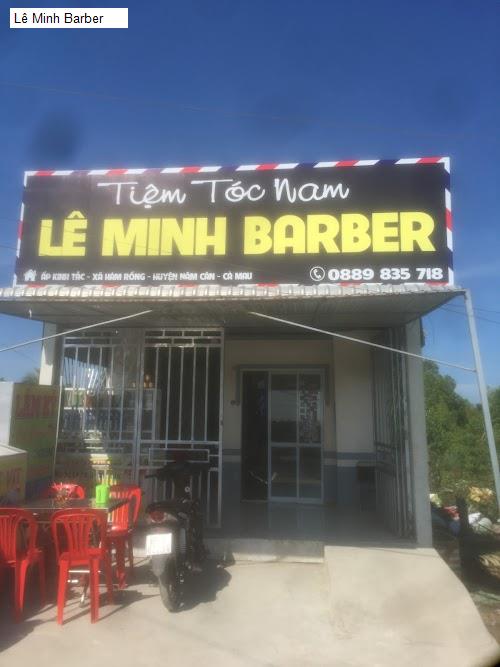 Lê Minh Barber
Tiệm Tóc Nam
LÊ MINH BARBER
ẤP KINH TẮC - XÃ HÀM RỒNG - HUYỆN NĂM CĂN - CÀ MAU
0889 835 718